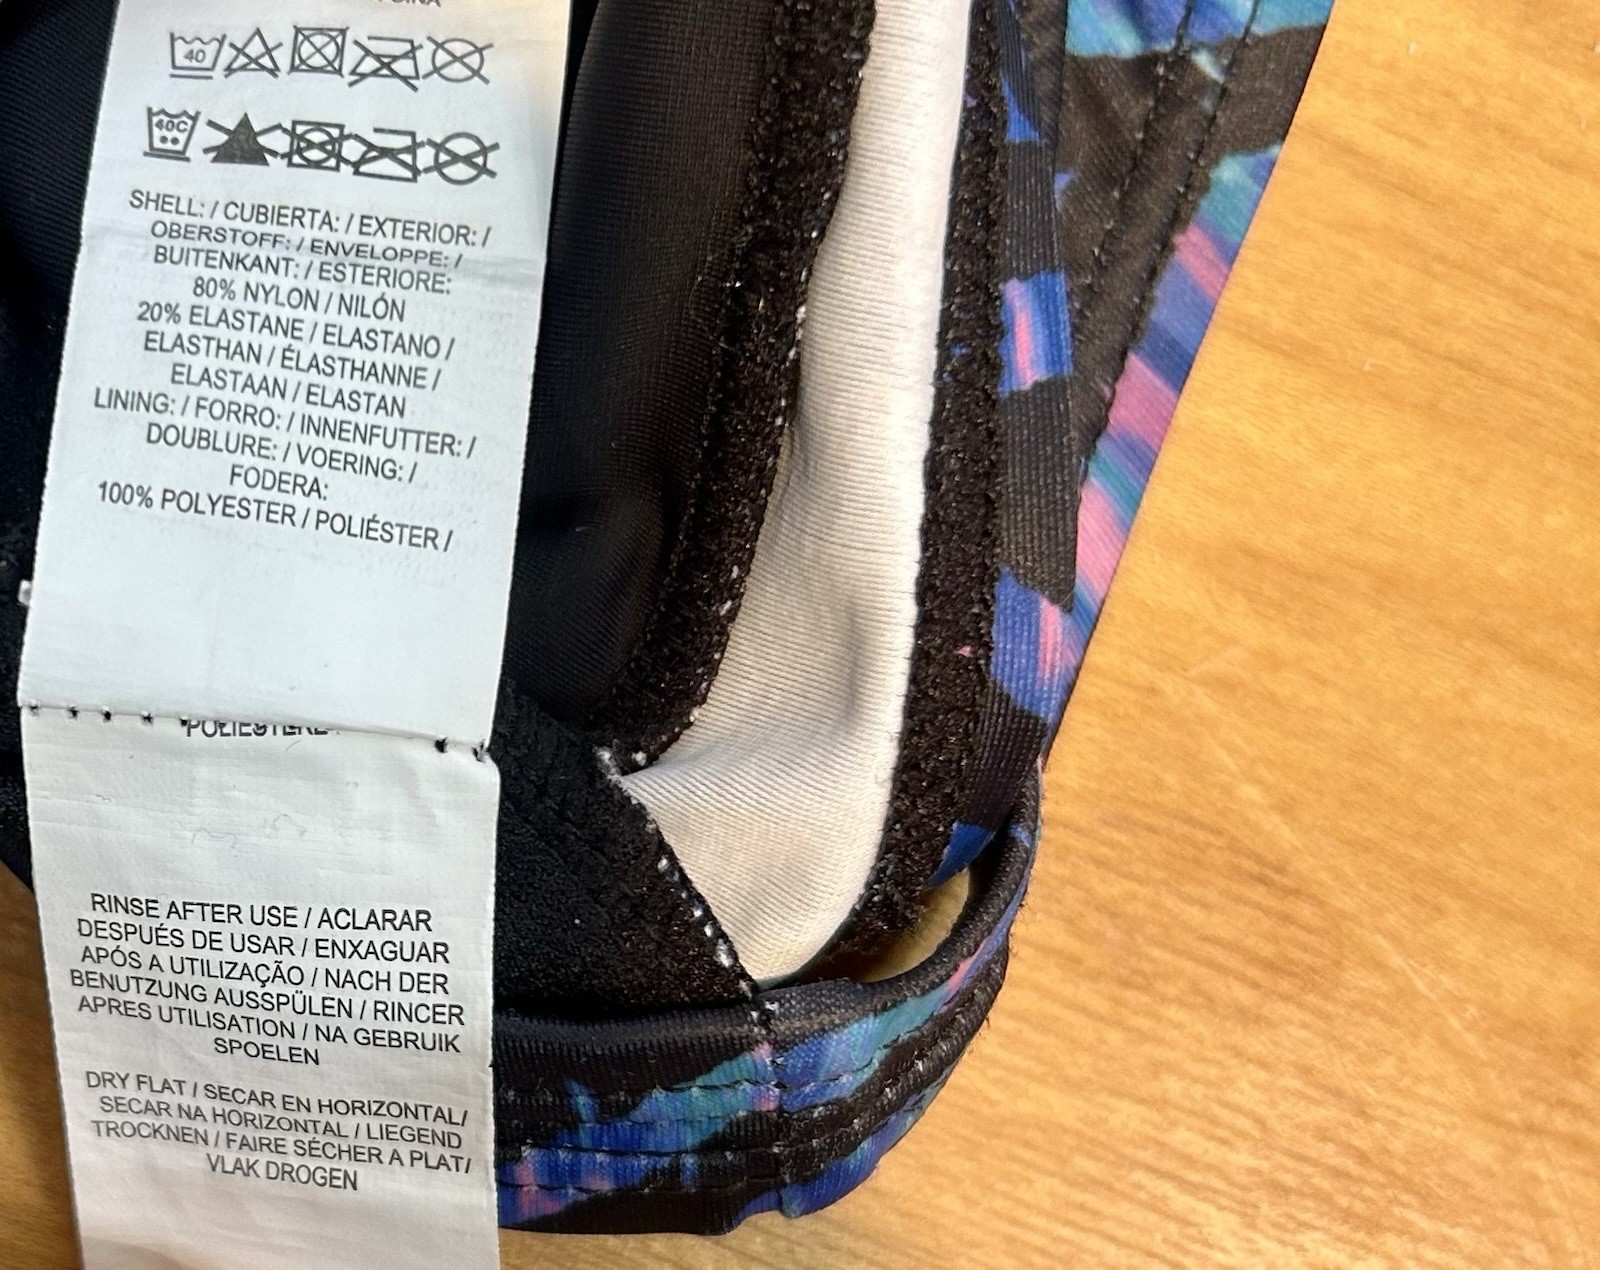 40
40C
SHELL: / CUBIERTA: / EXTERIOR: /
OBERSTOFF: / ENVELOPPE: /
BUITENKANT: / ESTERIORE:
80% NYLON / NILÓN
20% ELASTANE / ELASTANO /
ELASTHAN / ÉLASTHANNE /
ELASTAAN / ELASTAN
LINING: / FORRO: / INNENFUTTER: /
DOUBLURE: / VOERING: /
FODERA:
100% POLYESTER / POLIÉSTER /
RINSE AFTER USE / ACLARAR
DESPUÉS DE USAR / ENXAGUAR
APÓS A UTILIZAÇÃO / NACH DER
BENUTZUNG AUSSPÜLEN / RINCER
APRES UTILISATION / NA GEBRUIK
SPOELEN
DRY FLAT / SECAR EN HORIZONTAL/
SECAR NA HORIZONTAL / LIEGEND
TROCKNEN / FAIRE SÉCHER A PLAT/
VLAK DROGEN